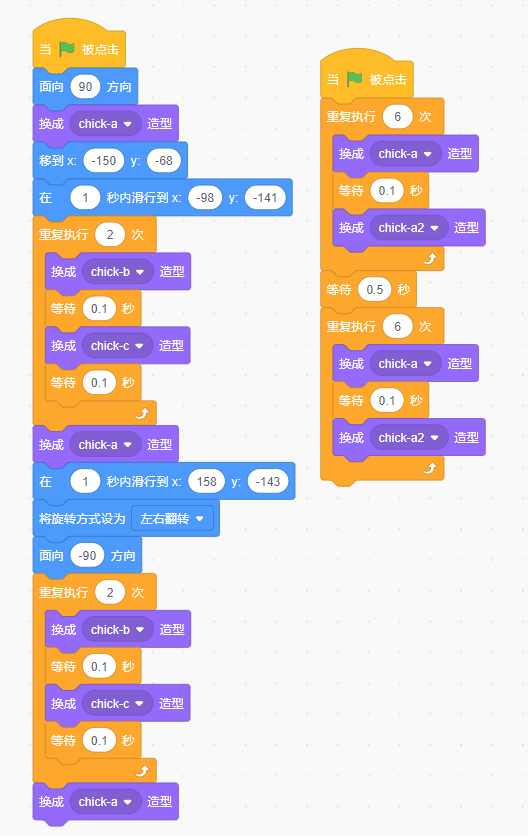 当 被点击
面向 90 方向
换成 chick-a 造型
移到 x: -150 y: -68
在 1 秒内滑行到 x: -98 y: -141
重复执行 2 次
换成 chick-b 造型
等待 0.1 秒
换成 chick-c 造型
等待 0.1 秒
换成 chick-a 造型
在 1 秒内滑行到 x: 158 y: -143
将旋转方式设为 左右翻转
面向 -90 方向
重复执行 2 次
换成 chick-b 造型
等待 0.1 秒
换成 chick-c 造型
等待 0.1 秒
换成 chick-a 造型
当 被点击
重复执行 6 次
换成 chick-a 造型
等待 0.1 秒
换成 chick-a2 造型
等待 0.5 秒
重复执行 6 次
换成 chick-a 造型
等待 0.1 秒
换成 chick-a2 造型